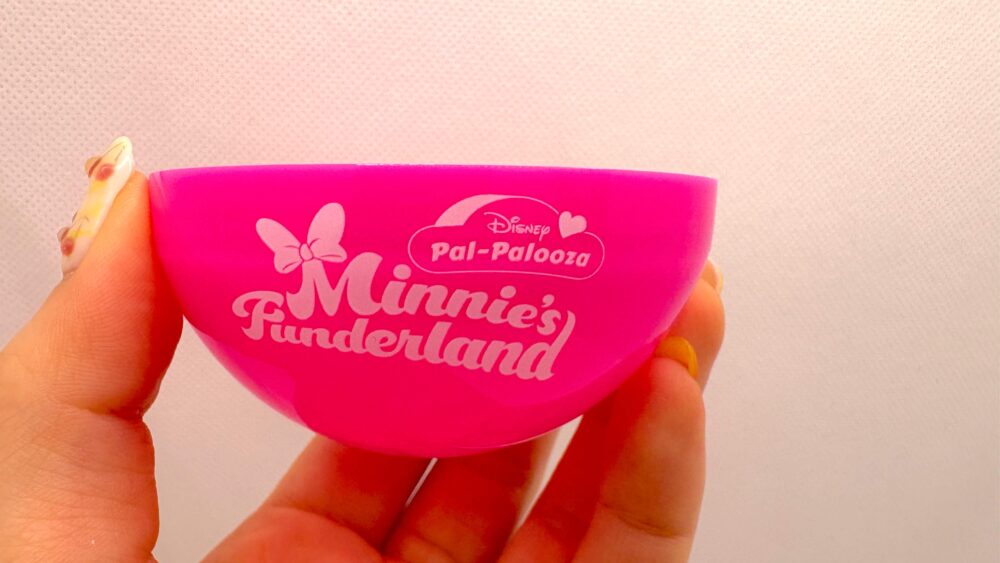 Disney
Pal-Palooza
Minnie's
Funderland